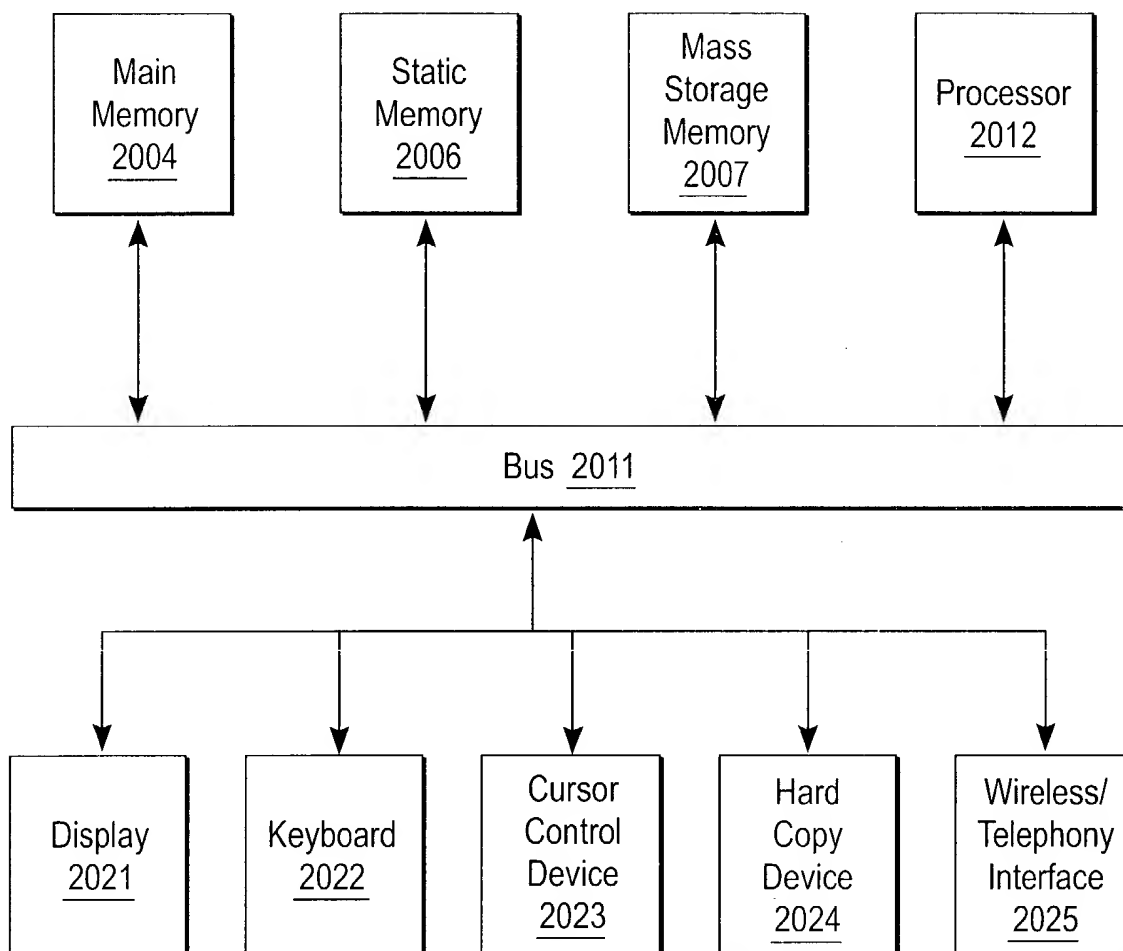 Main
Memory
2004
Static
Memory
2006
Mass
Storage
Memory
2007
Processor
2012
Bus 2011
Display
2021
Keyboard
2022
Cursor
Control
Device
2023
Hard
Copy
Device
2024
Wireless/
Telephony
Interface
2025